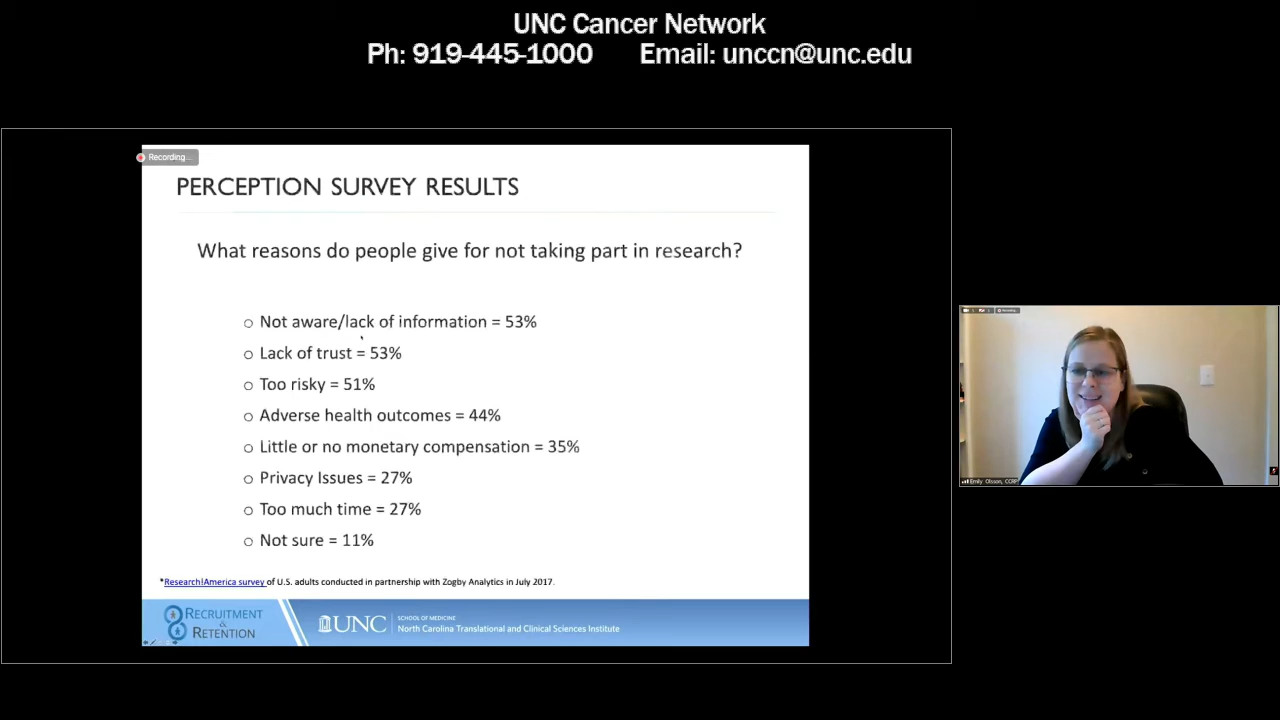 UNC Cancer Network
Ph: 919-445-1000 Email: unccn@unc.edu
Recording...
PERCEPTION SURVEY RESULTS
What reasons do people give for not taking part in research?
Not aware/lack of information = 53%
Lack of trust = 53%
Too risky = 51%
Adverse health outcomes = 44%
Little or no monetary compensation = 35%
Privacy Issues = 27%
Too much time = 27%
Not sure = 11%
*Research!America survey of U.S. adults conducted in partnership with Zogby Analytics in July 2017.
RECRUITMENT
&
RETENTION
UNC
SCHOOL OF MEDICINE
North Carolina Translational and Clinical Sciences Institute
Recording...
Emily Olsson, CCRP